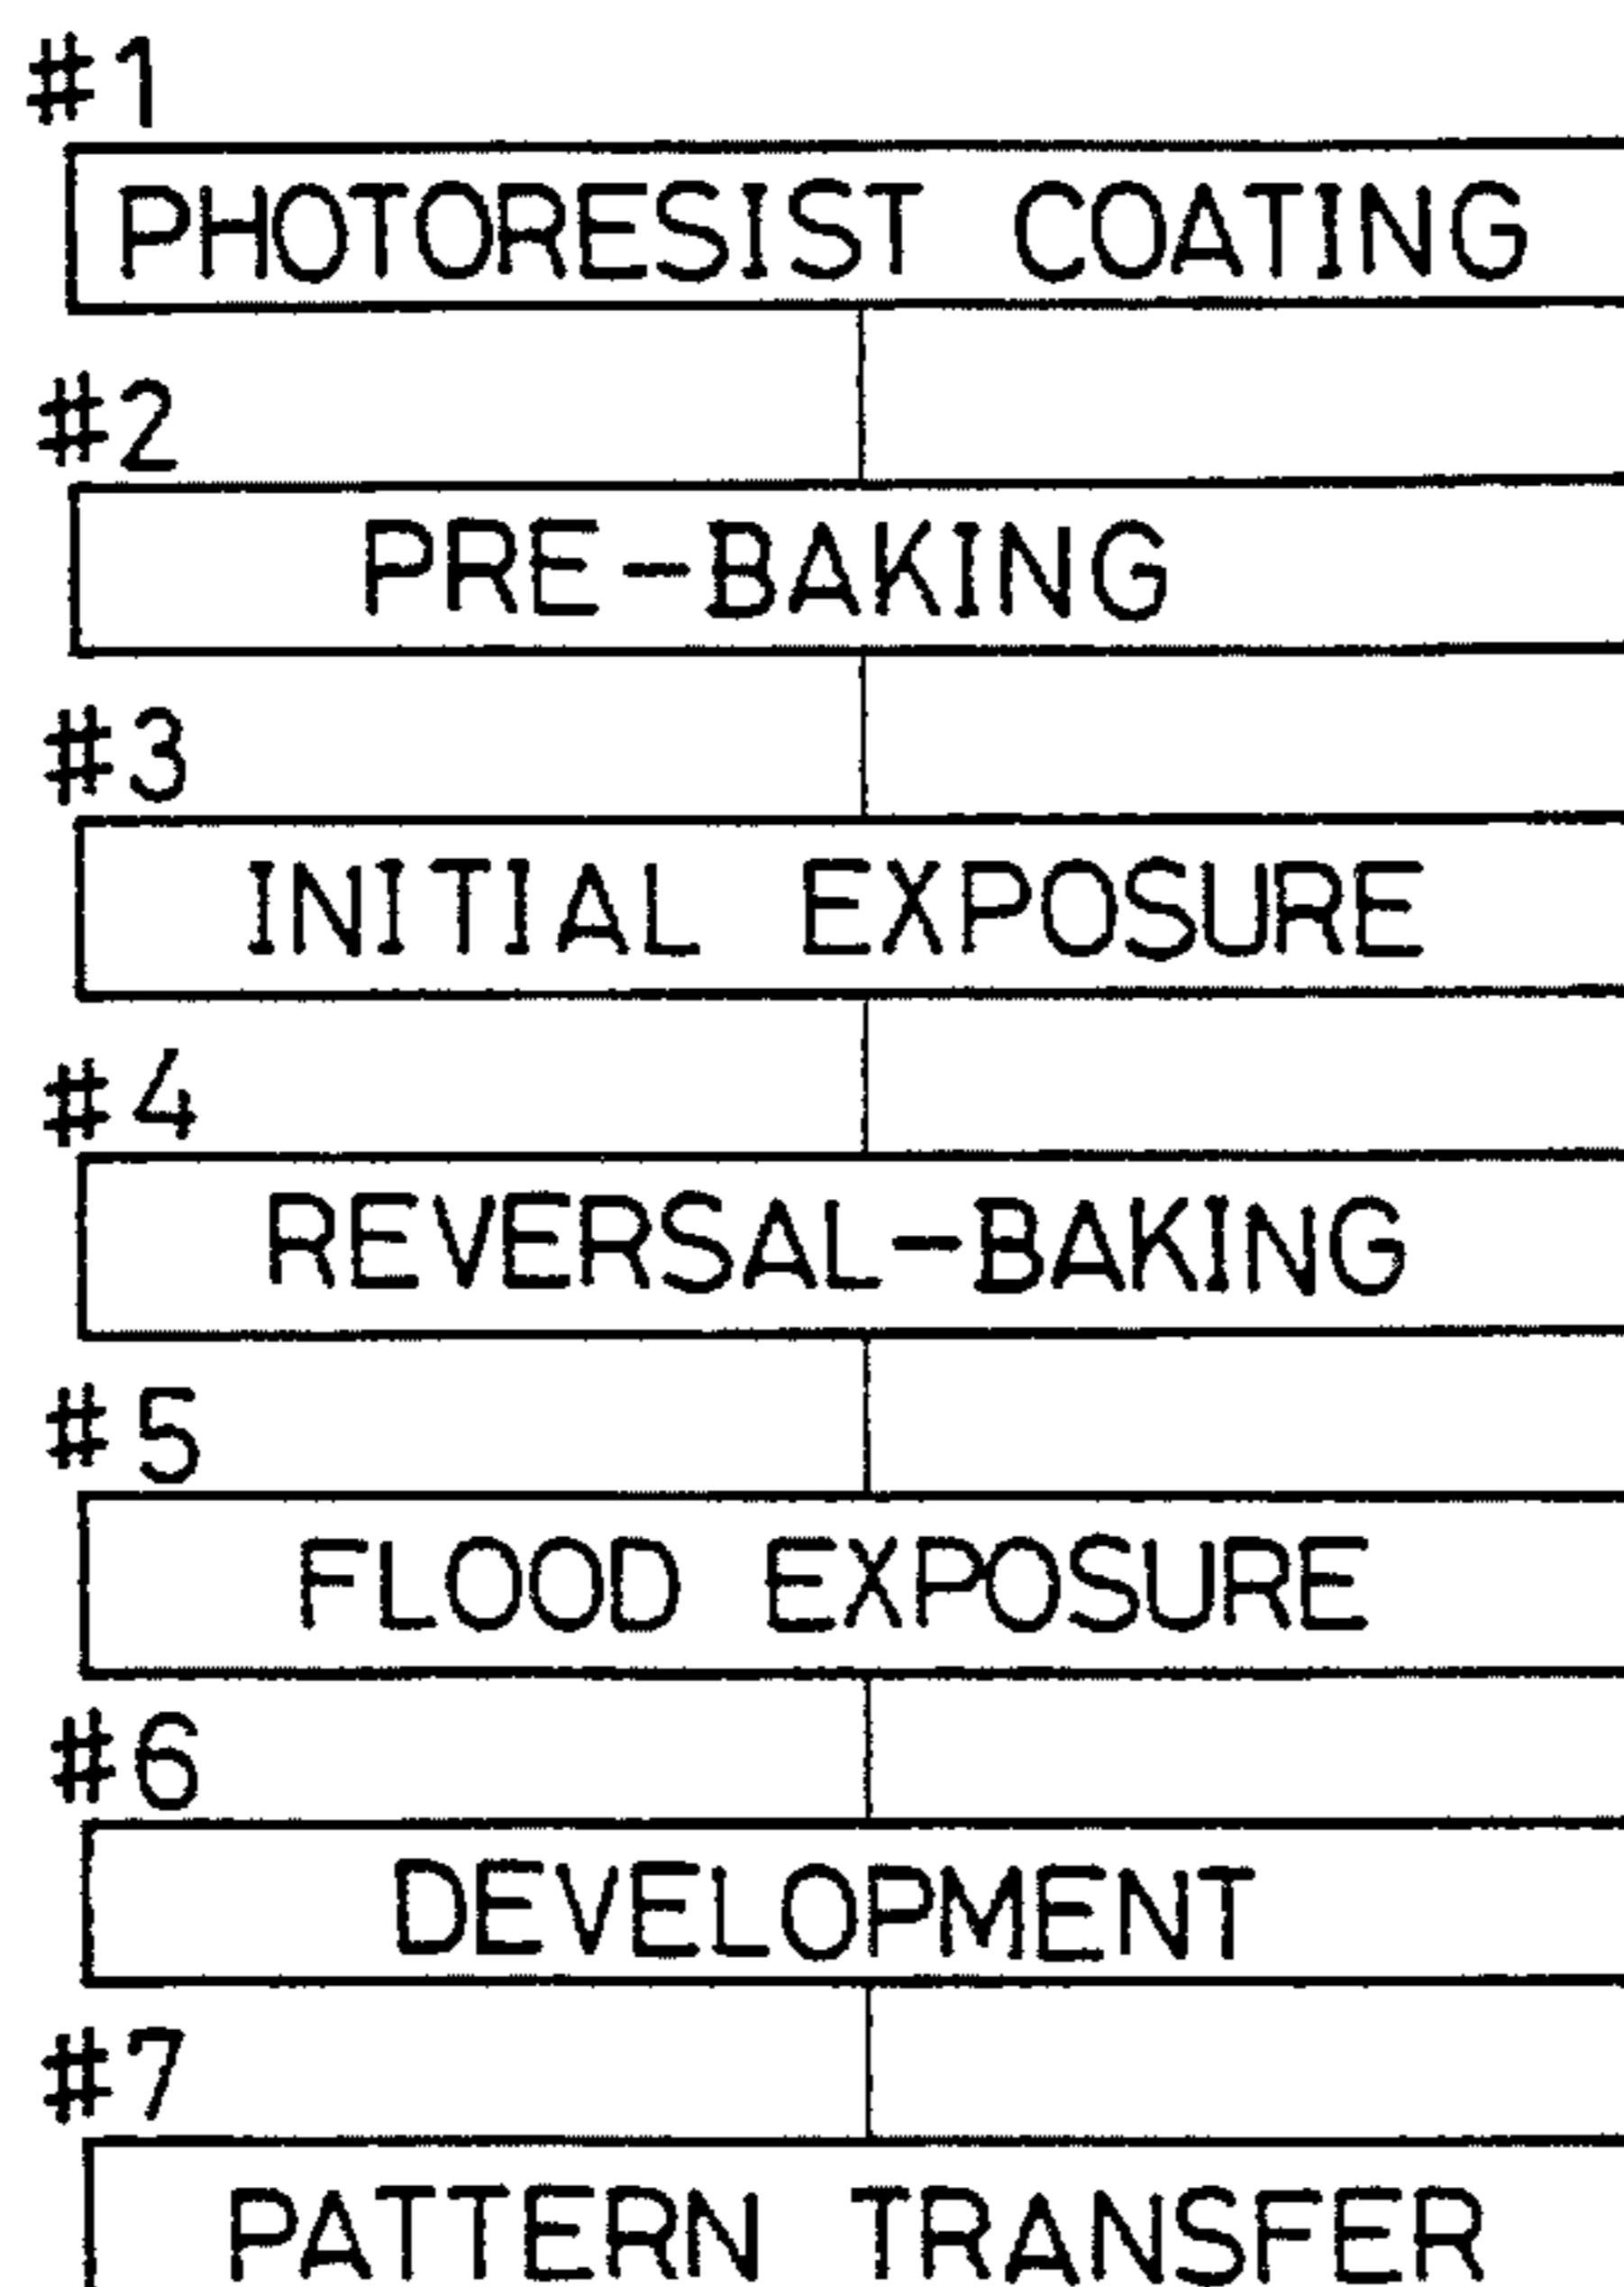 #1
PHOTORESIST COATING
#2
PRE-BAKING
#3
INITIAL EXPOSURE
#4
REVERSAL-BAKING
#5
FLOOD EXPOSURE
#6
DEVELOPMENT
#7
PATTERN TRANSFER